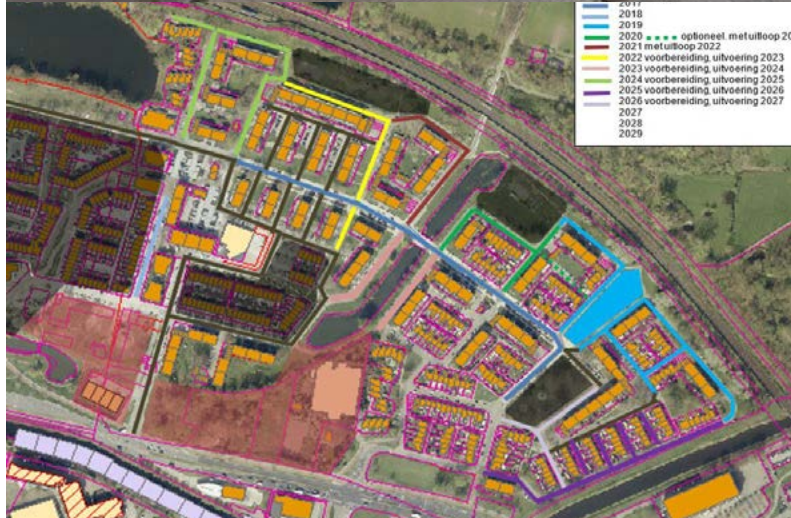 2017
2018
2019
2020 optioneel met uitloop 20
2021 met uitloop 2022
2022 voorbereiding, uitvoering 2023
2023 voorbereiding, uitvoering 2024
2024 voorbereiding, uitvoering 2025
2025 voorbereiding, uitvoering 2026
2026 voorbereiding, uitvoering 2027
2027
2028
2029